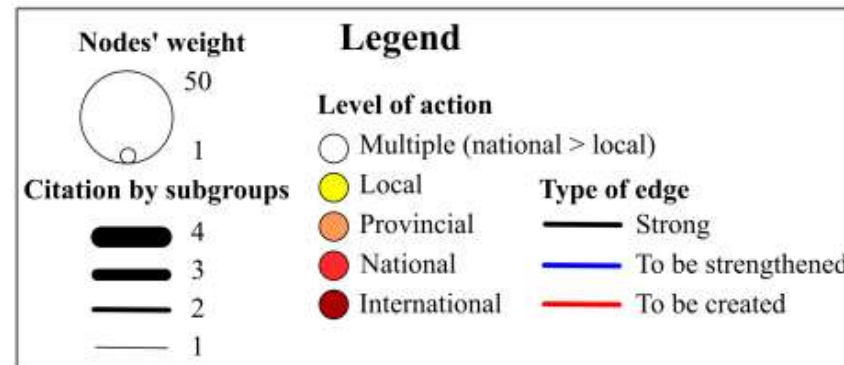 Legend
Nodes' weight
50
1
Citation by subgroups
4
3
2
1
Level of action
Multiple (national > local)
Local
Provincial
National
International
Type of edge
Strong
To be strengthened
To be created